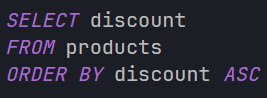 SELECT discount
FROM products
ORDER BY discount ASC